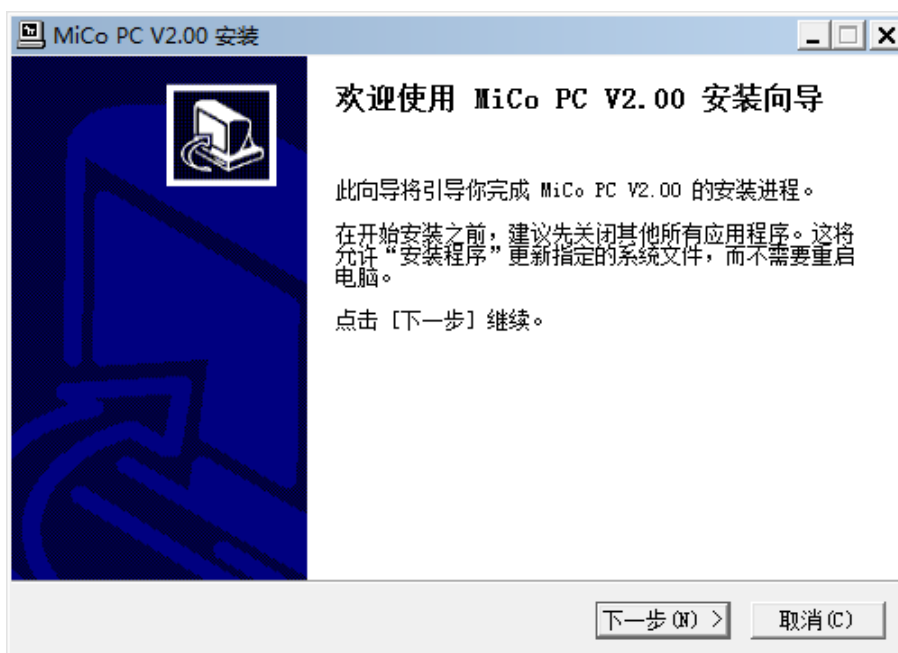 MiCo PC V2.00 安装
欢迎使用 MiCo PC V2.00 安装向导
此向导将引导你完成 MiCo PC V2.00 的安装进程。
在开始安装之前，建议先关闭其他所有应用程序。这将
允许“安装程序”更新指定的系统文件，而不需要重启
电脑。
点击 [下一步] 继续。
下一步(N) >
取消(C)